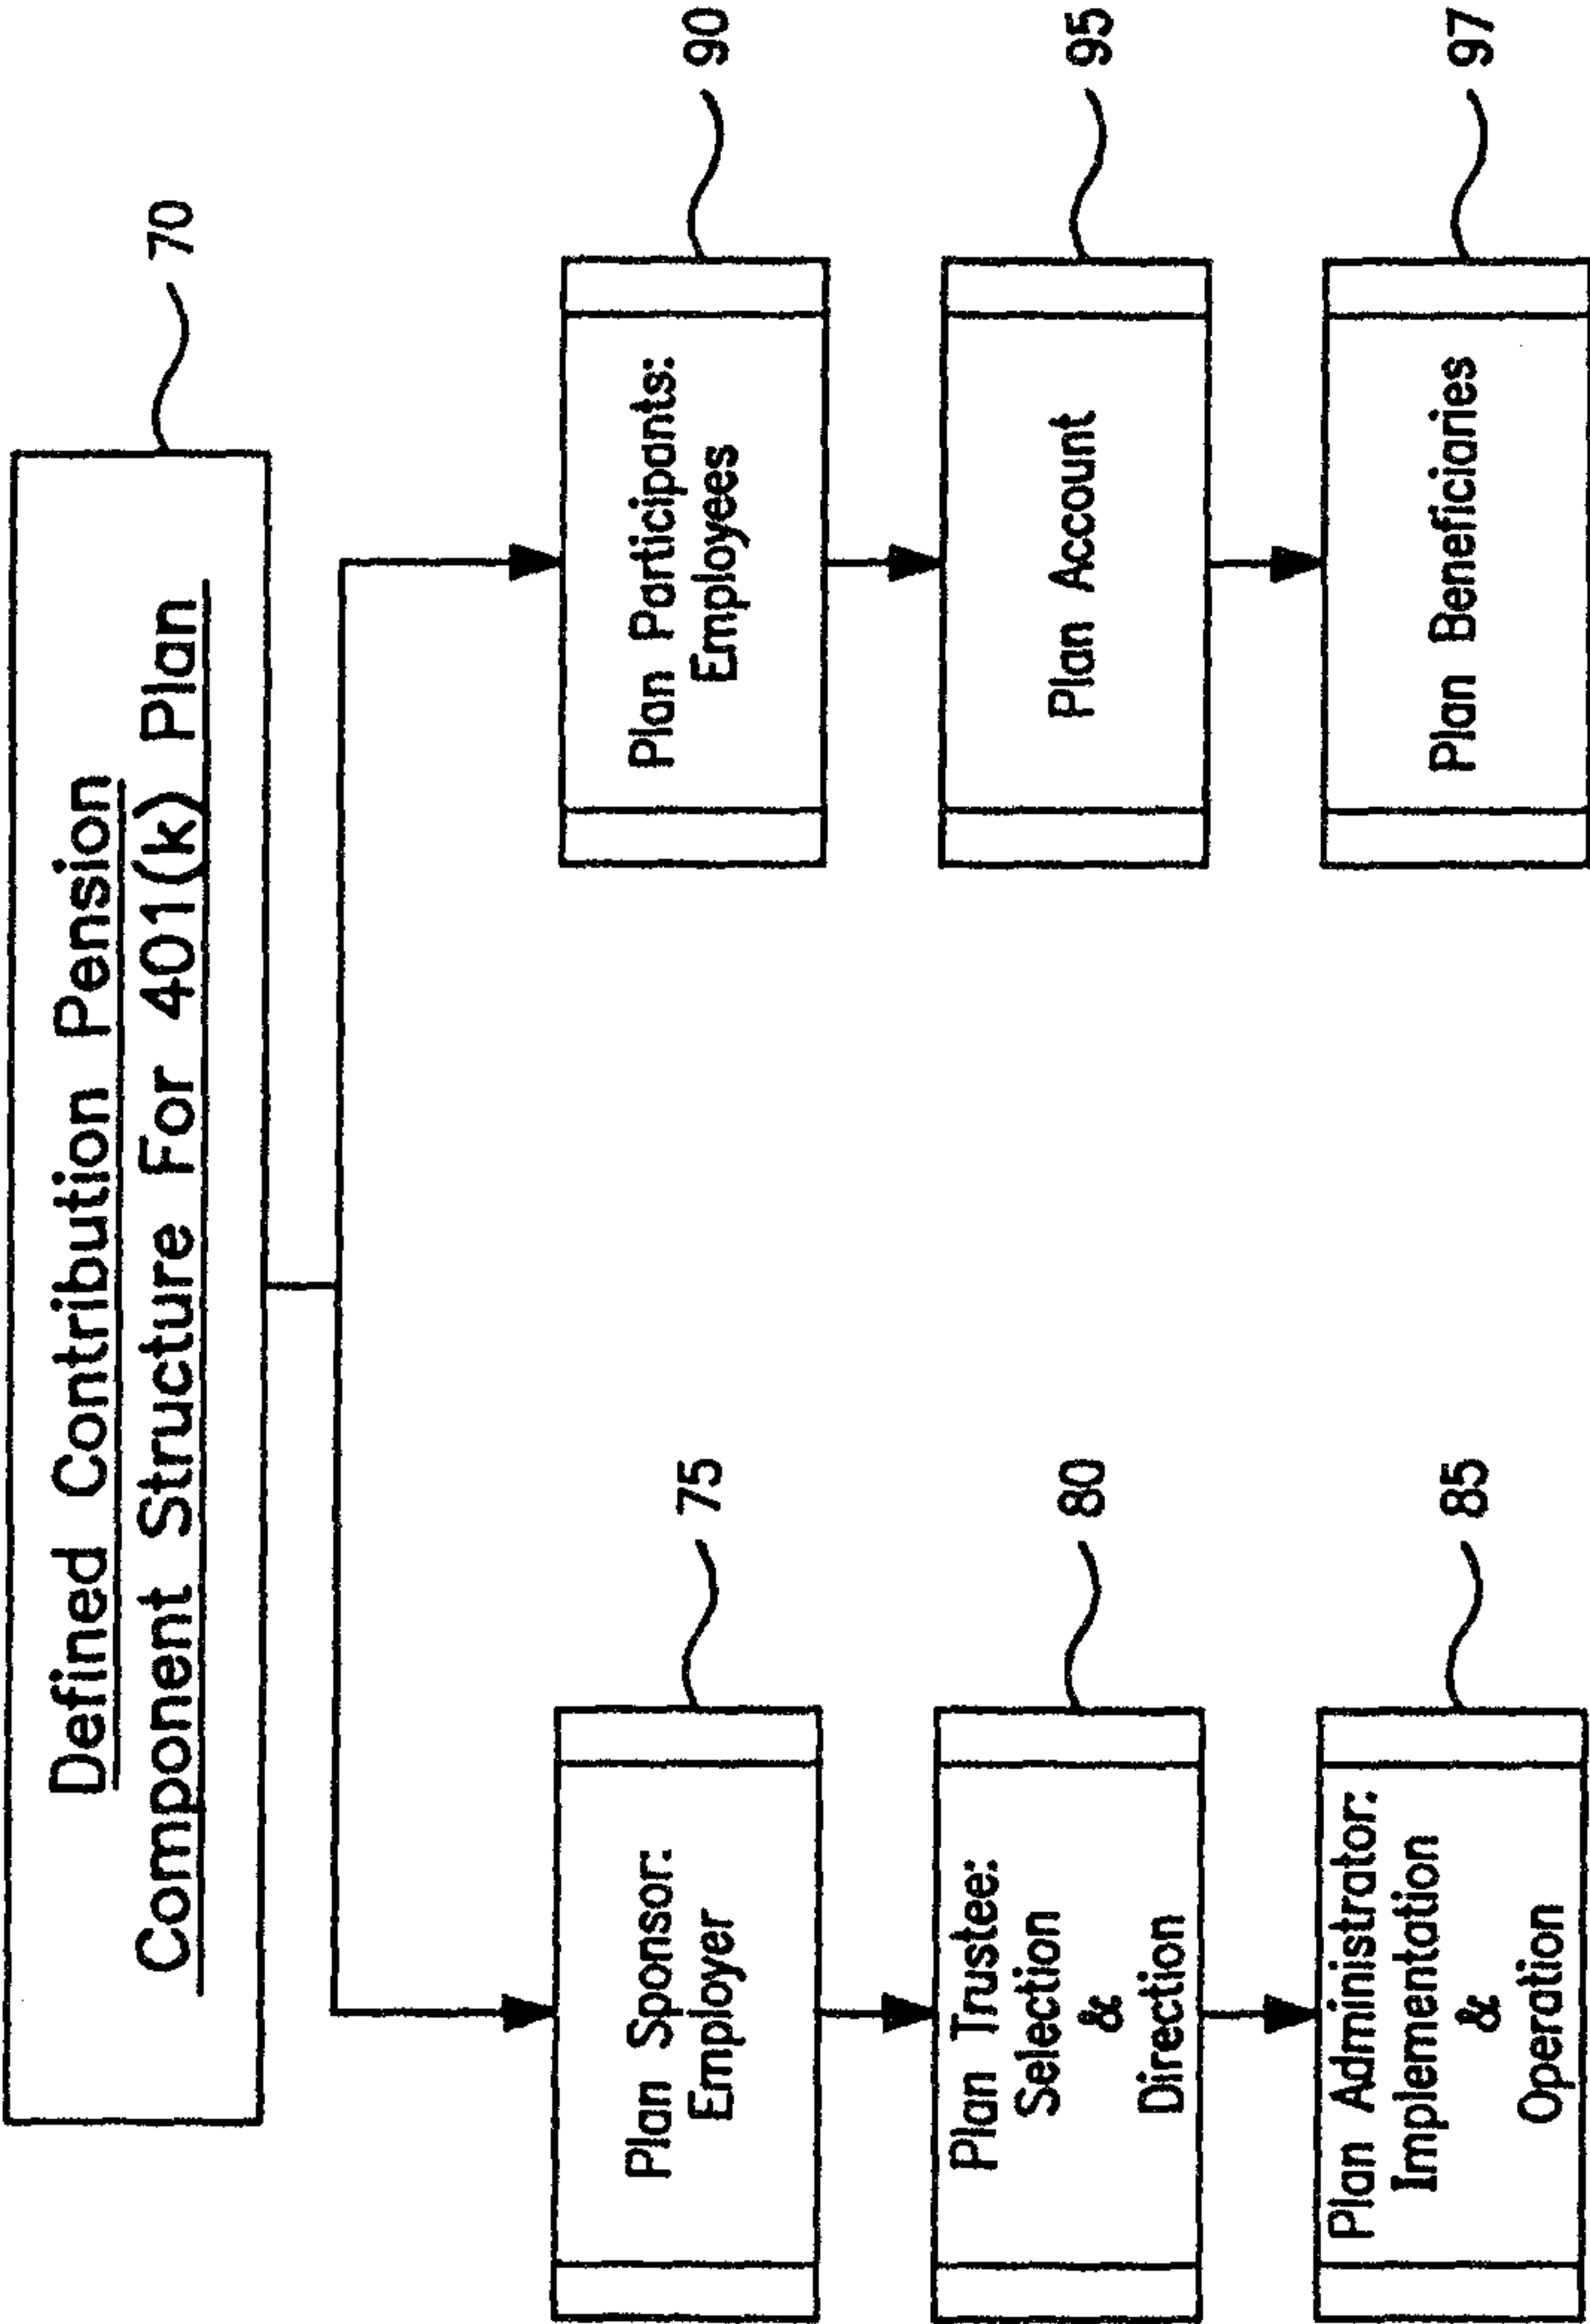 Defined Contribution Pension
Component Structure For 401(k) Plan
70
Plan Sponsor:
Employer
75
Plan Trustee:
Selection
&
Direction
80
Plan Administrator:
Implementation
&
Operation
85
Plan Participants:
Employees
90
Plan Account
95
Plan Beneficiaries
97